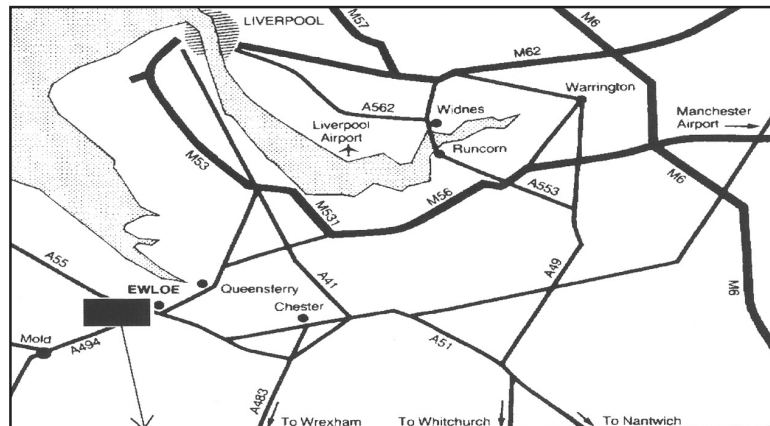 LIVERPOOL
M57
M6
M62
Warrington
A562
Widnes
Manchester
Airport
Liverpool
Airport
Runcorn
M53
M6
A553
M56
M531
A55
A49
A41
M6
EWLOE
Queensferry
Chester
Mold
A494
A51
A483
To Wrexham
To Whitchurch
To Nantwich